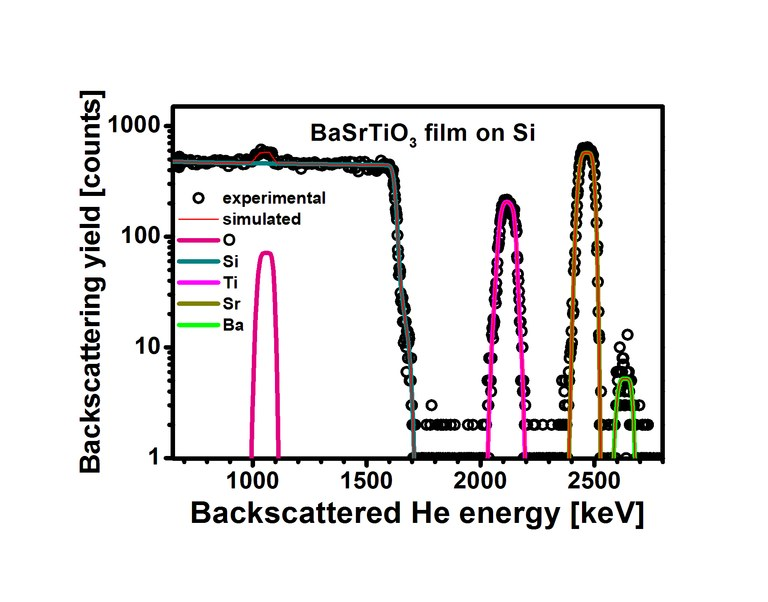 BaSrTiO₃ film on Si
experimental
simulated
O
Si
Ti
Sr
Ba
Backscattering yield [counts]
1000
100
10
1
1000
1500
2000
2500
Backscattered He energy [keV]